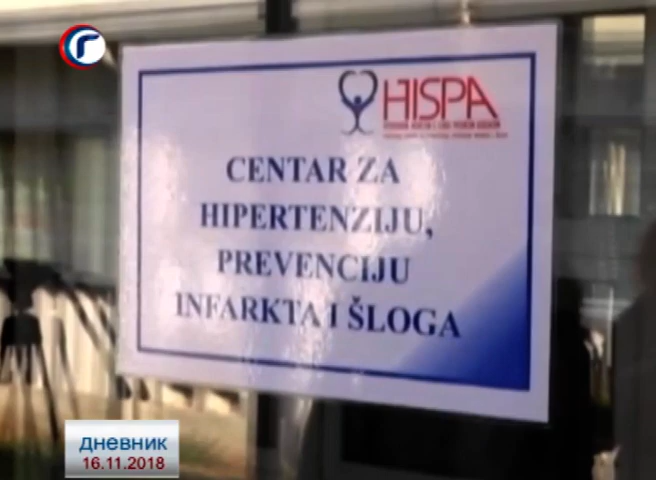 HISPA
CENTAR ZA
HIPERTENZIJU,
PREVENCIJU
INFARKTA I ŠLOGA
Дневник
16.11.2018